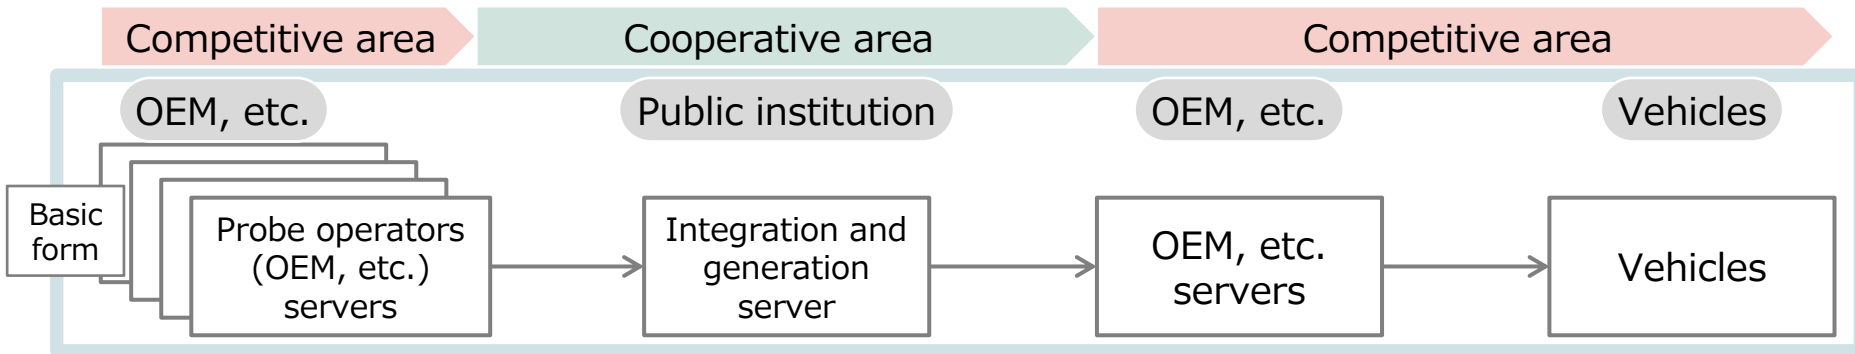 Competitive area
Cooperative area
Competitive area
OEM, etc.
Public institution
OEM, etc.
Vehicles
Basic
form
Probe operators
(OEM, etc.)
servers
Integration and
generation
server
OEM, etc.
servers
Vehicles